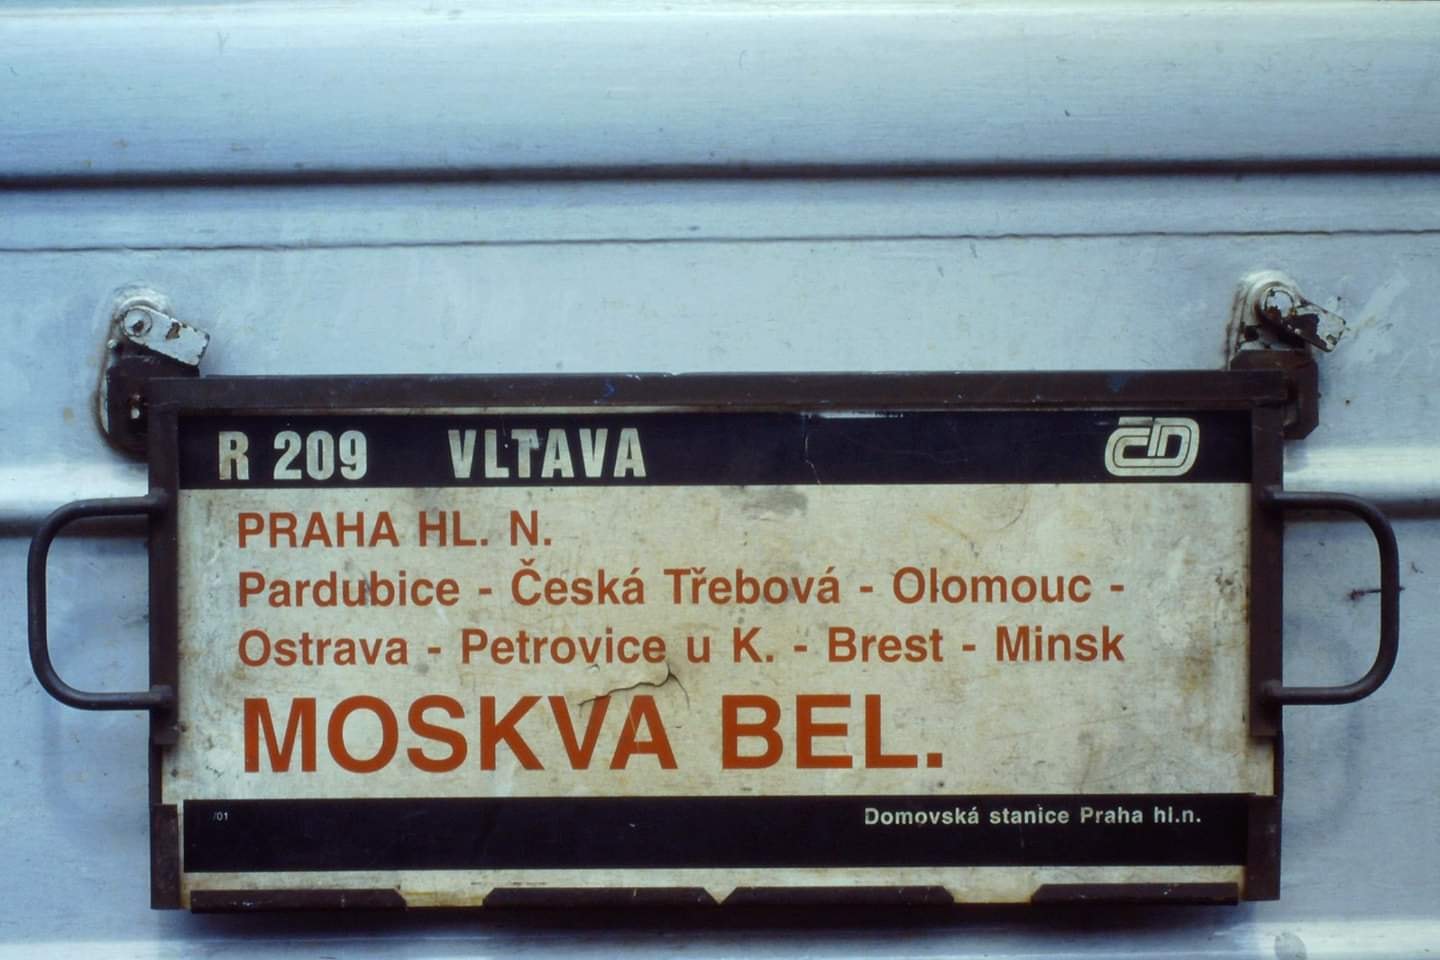 R 209 VLTAVA ČD
PRAHA HL. N.
Pardubice - Česká Třebová - Olomouc -
Ostrava - Petrovice u K. - Brest - Minsk
MOSKVA BEL.
/01 Domovská stanice Praha hl.n.